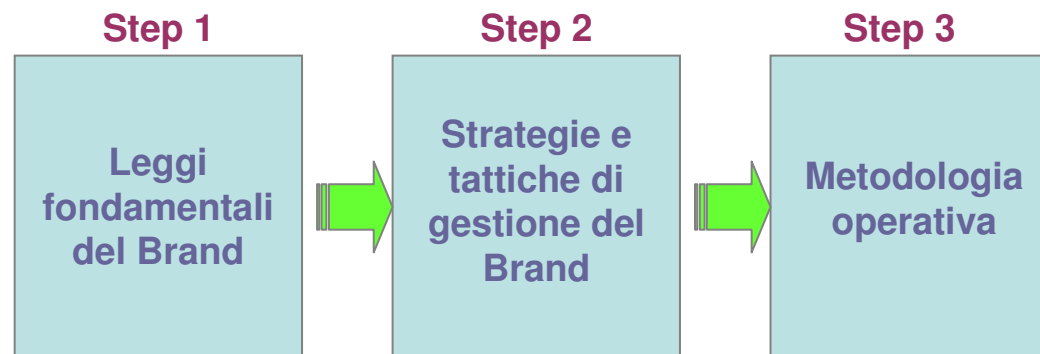 Step 1
Leggi
fondamentali
del Brand
Step 2
Strategie e
tattiche di
gestione del
Brand
Step 3
Metodologia
operativa